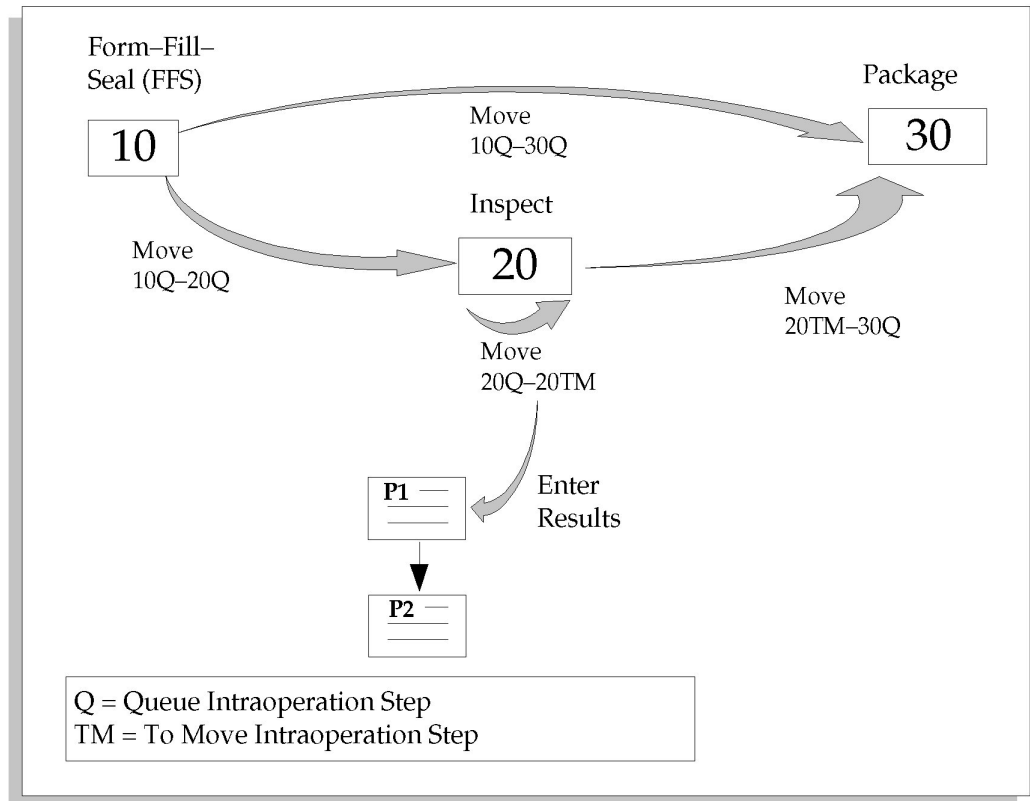 Form–Fill–
Seal (FFS)
Package
10
Move
10Q–30Q
30
Inspect
Move
10Q–20Q
20
Move
20TM–30Q
Move
20Q–20TM
P1
Enter
Results
P2
Q = Queue Intraoperation Step
TM = To Move Intraoperation Step